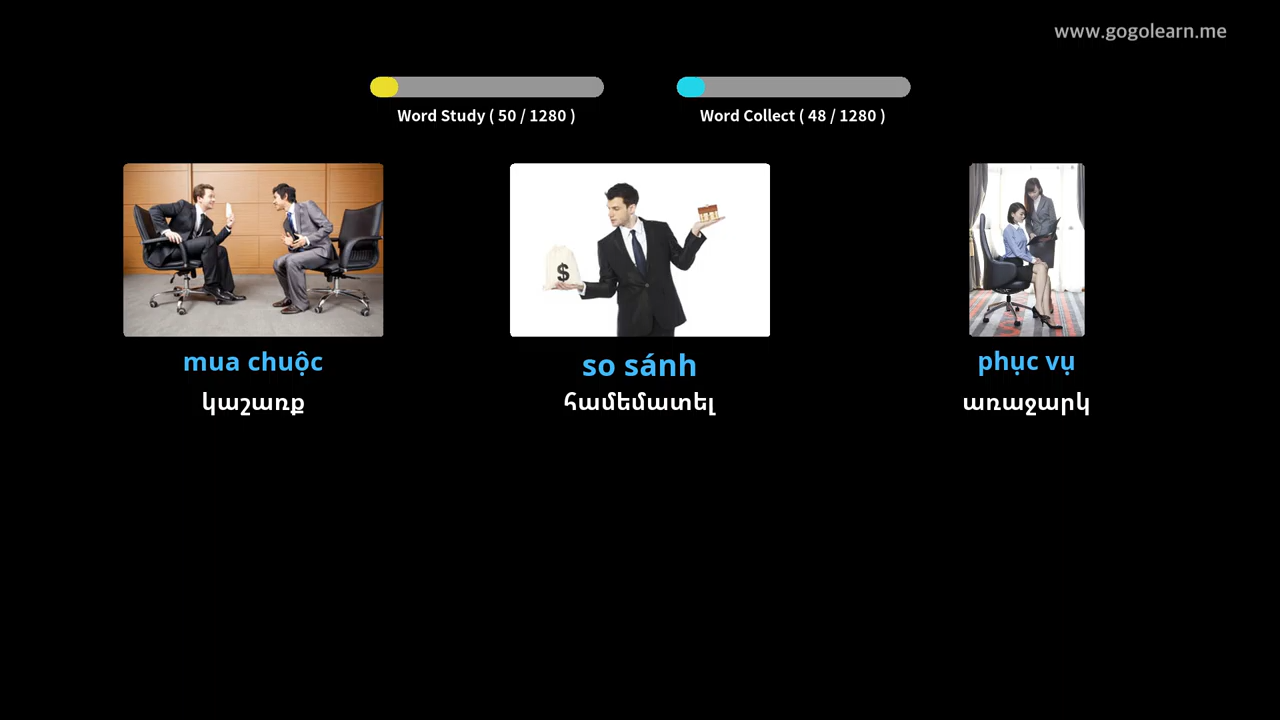 www.gogolearn.me
Word Study ( 50 / 1280 )
Word Collect ( 48 / 1280 )
$
mua chuộc
կաշառք
so sánh
համեմատել
phục vụ
առաջարկ